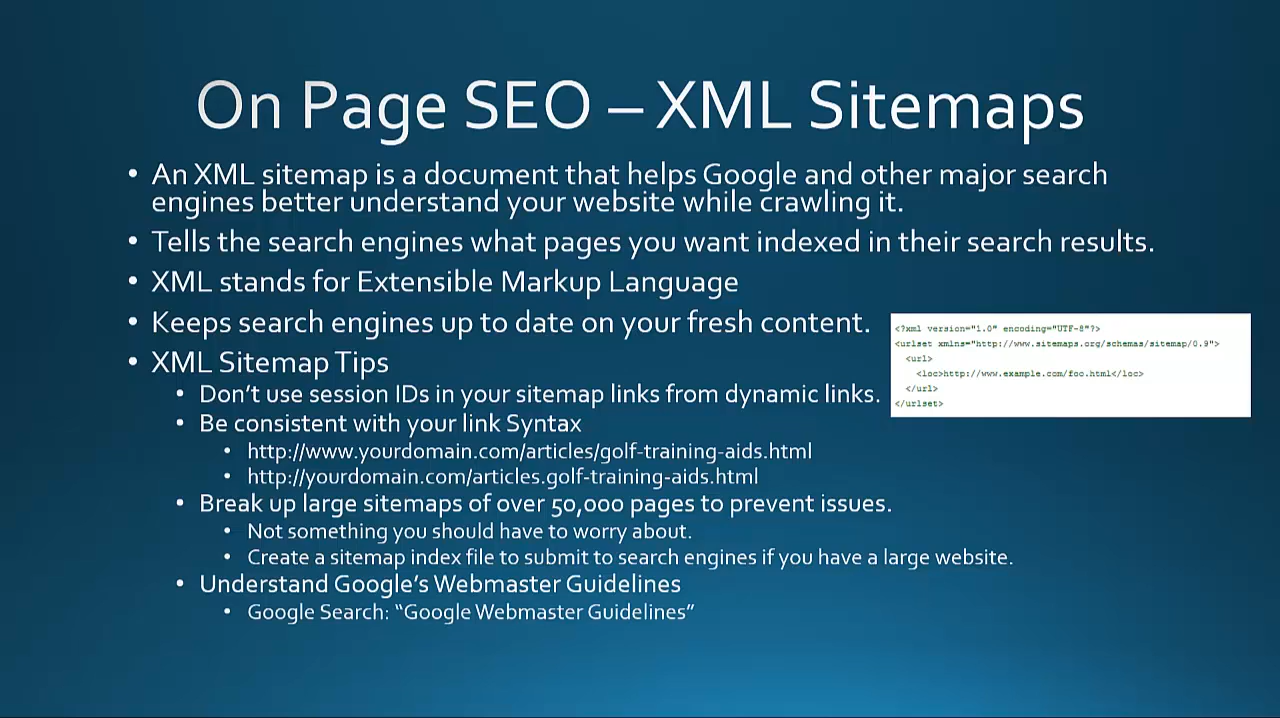 On Page SEO – XML Sitemaps
• An XML sitemap is a document that helps Google and other major search
engines better understand your website while crawling it.
• Tells the search engines what pages you want indexed in their search results.
• XML stands for Extensible Markup Language
• Keeps search engines up to date on your fresh content.
• XML Sitemap Tips
• Don't use session IDs in your sitemap links from dynamic links.
• Be consistent with your link Syntax
• http://www.yourdomain.com/articles/golf-training-aids.html
• http://yourdomain.com/articles.golf-training-aids.html
• Break up large sitemaps of over 50,000 pages to prevent issues.
• Not something you should have to worry about.
• Create a sitemap index file to submit to search engines if you have a large website.
• Understand Google's Webmaster Guidelines
• Google Search: “Google Webmaster Guidelines”
<?xml version="1.0" encoding="UTF-8"?>
<urlset xmlns="http://www.sitemaps.org/schemas/sitemap/0.9">
<url>
<loc>http://www.example.com/foo.html</loc>
</url>
</urlset>